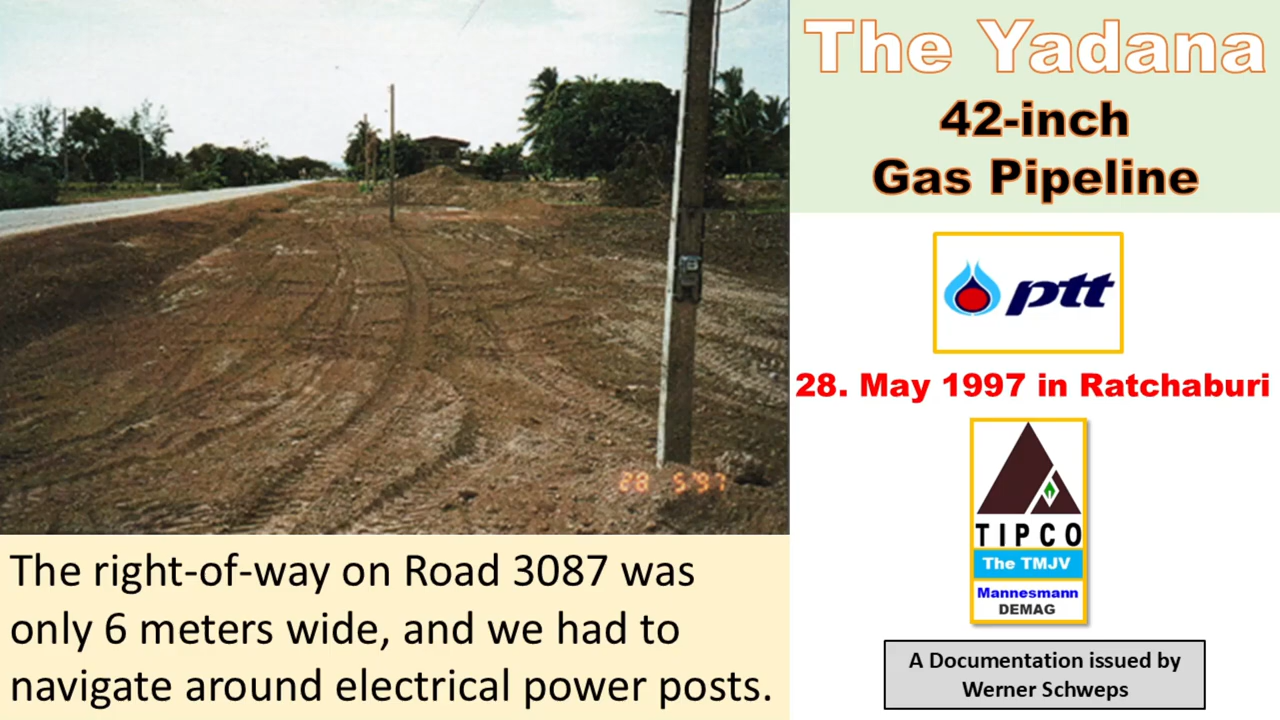 The Yadana
42-inch
Gas Pipeline
ptt
28. May 1997 in Ratchaburi
TIPCO
The TMJV
Mannesmann
DEMAG
A Documentation issued by
Werner Schweps
28 5'97
The right-of-way on Road 3087 was
only 6 meters wide, and we had to
navigate around electrical power posts.